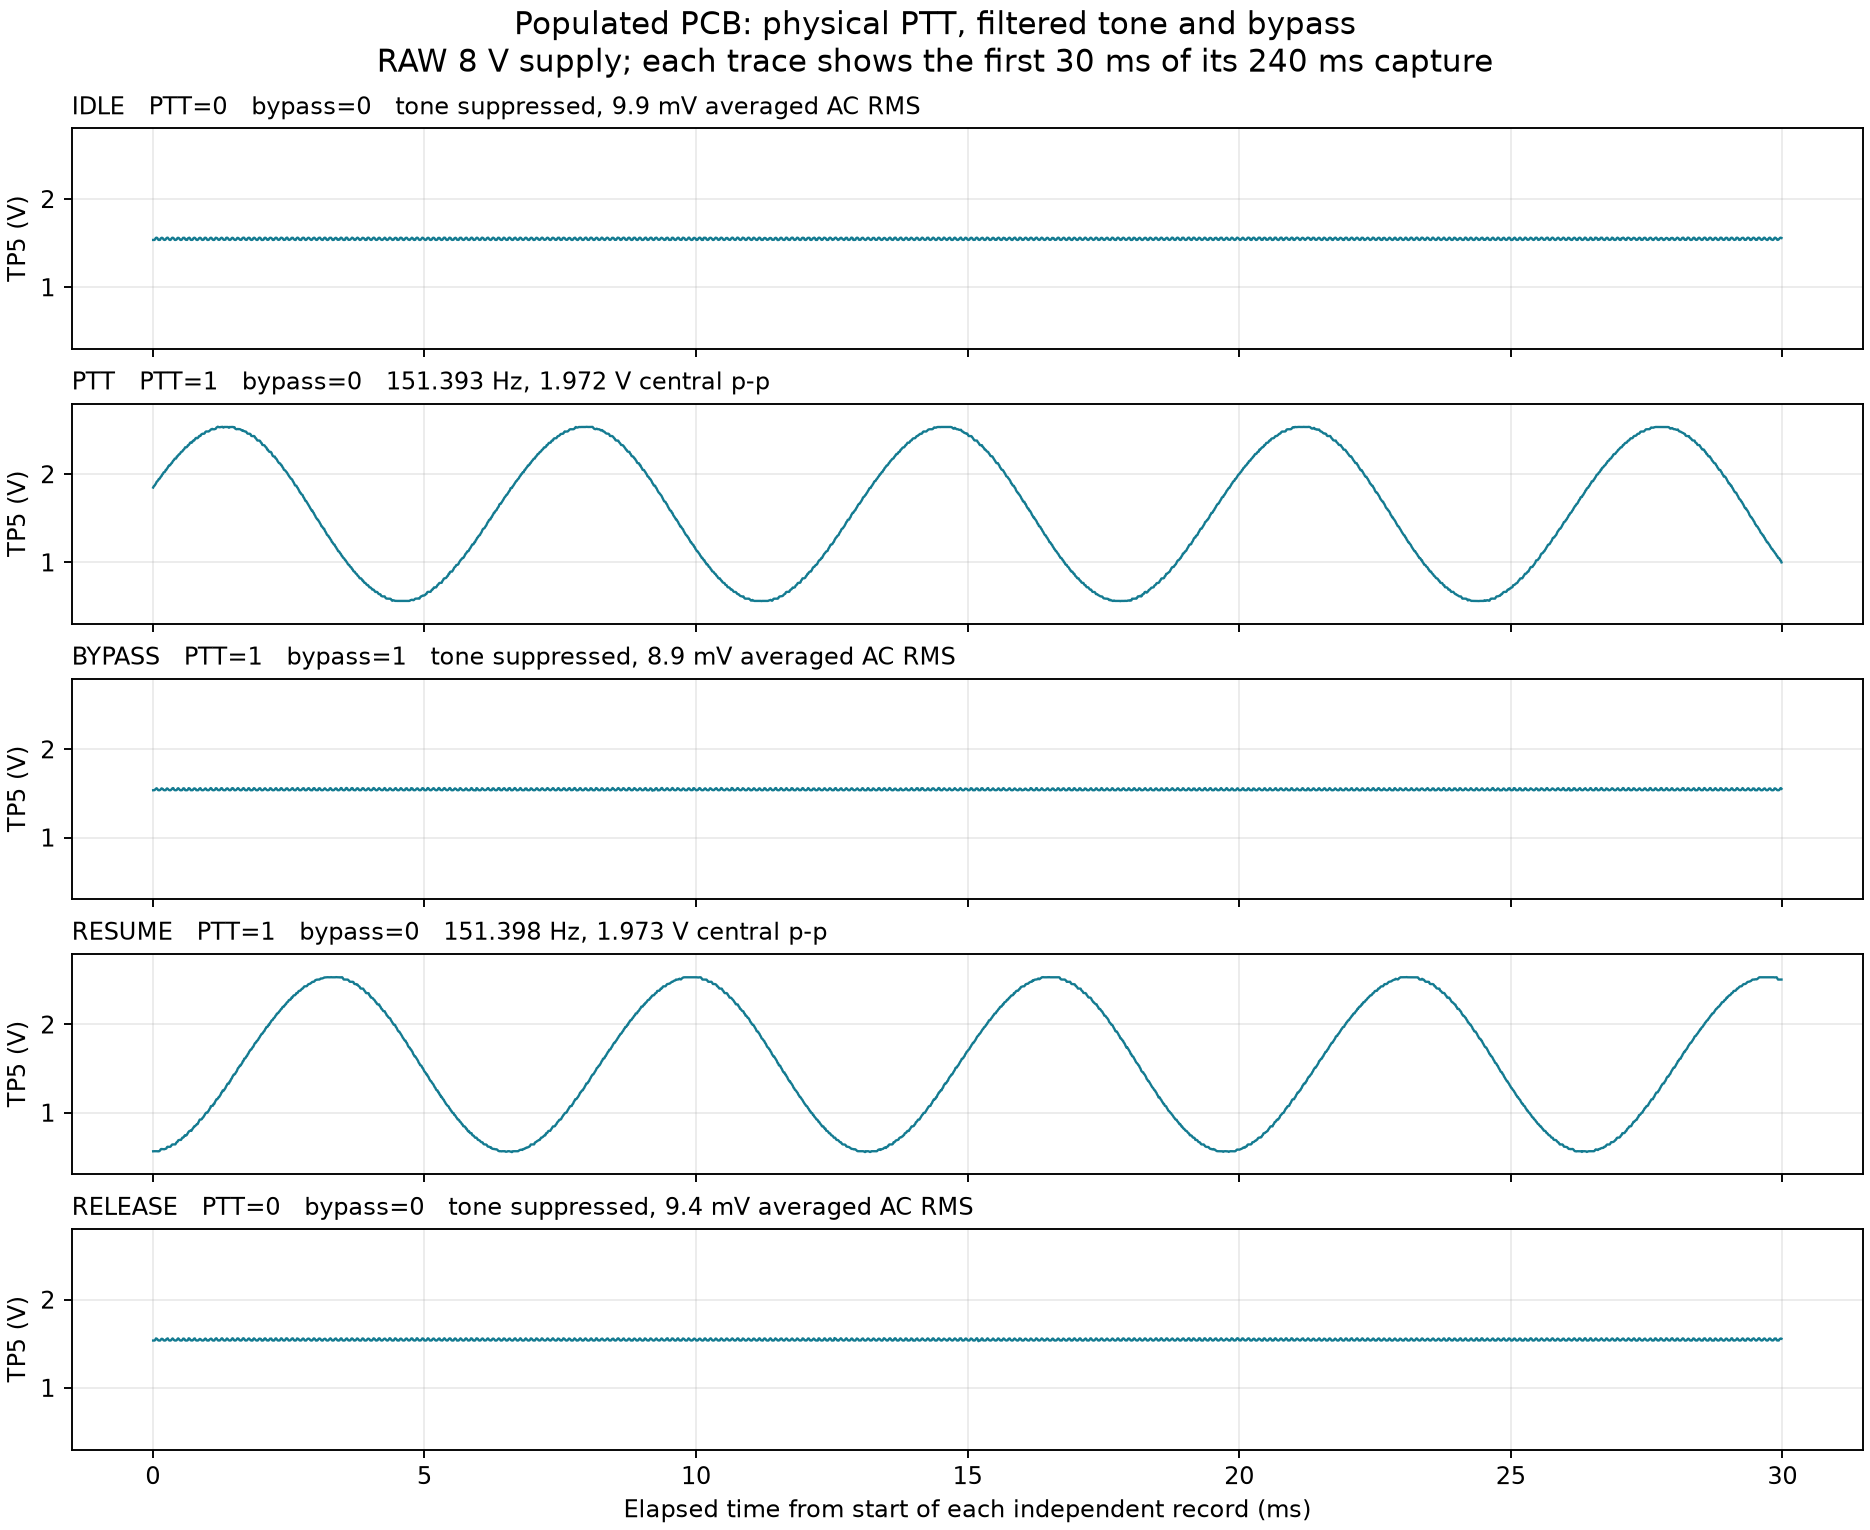 Populated PCB: physical PTT, filtered tone and bypass
RAW 8 V supply; each trace shows the first 30 ms of its 240 ms capture
IDLE PTT=0 bypass=0 tone suppressed, 9.9 mV averaged AC RMS
TP5 (V)
2
1
PTT PTT=1 bypass=0 151.393 Hz, 1.972 V central p-p
TP5 (V)
2
1
BYPASS PTT=1 bypass=1 tone suppressed, 8.9 mV averaged AC RMS
TP5 (V)
2
1
RESUME PTT=1 bypass=0 151.398 Hz, 1.973 V central p-p
TP5 (V)
2
1
RELEASE PTT=0 bypass=0 tone suppressed, 9.4 mV averaged AC RMS
TP5 (V)
2
1
0 5 10 15 20 25 30
Elapsed time from start of each independent record (ms)